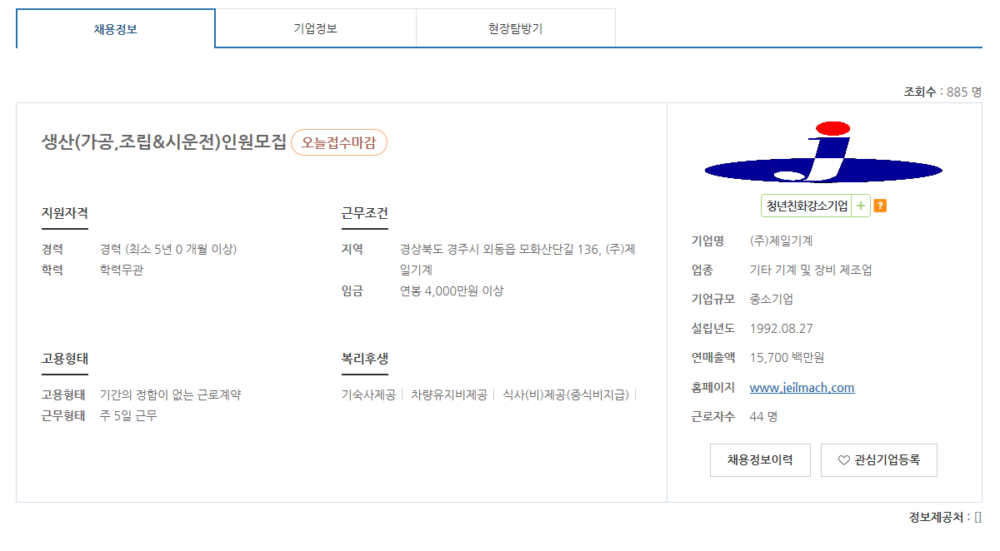 채용정보
기업정보
현장탐방기
조회수 : 885 명
생산(가공,조립&시운전)인원모집 오늘접수마감
지원자격
경력 경력 (최소 5년 0 개월 이상)
학력 학력무관
근무조건
지역 경상북도 경주시 외동읍 모화산단길 136, (주)제
일기계
임금 연봉 4,000만원 이상
고용형태
고용형태 기간의 정함이 없는 근로계약
근무형태 주 5일 근무
복리후생
기숙사제공 | 차량유지비제공 | 식사(비)제공(중식비지급) |
청년친화강소기업 + ?
기업명 (주)제일기계
업종 기타 기계 및 장비 제조업
기업규모 중소기업
설립년도 1992.08.27
연매출액 15,700 백만원
홈페이지 www.jeilmach.com
근로자수 44 명
채용정보이력
♡ 관심기업등록
정보제공처 : []